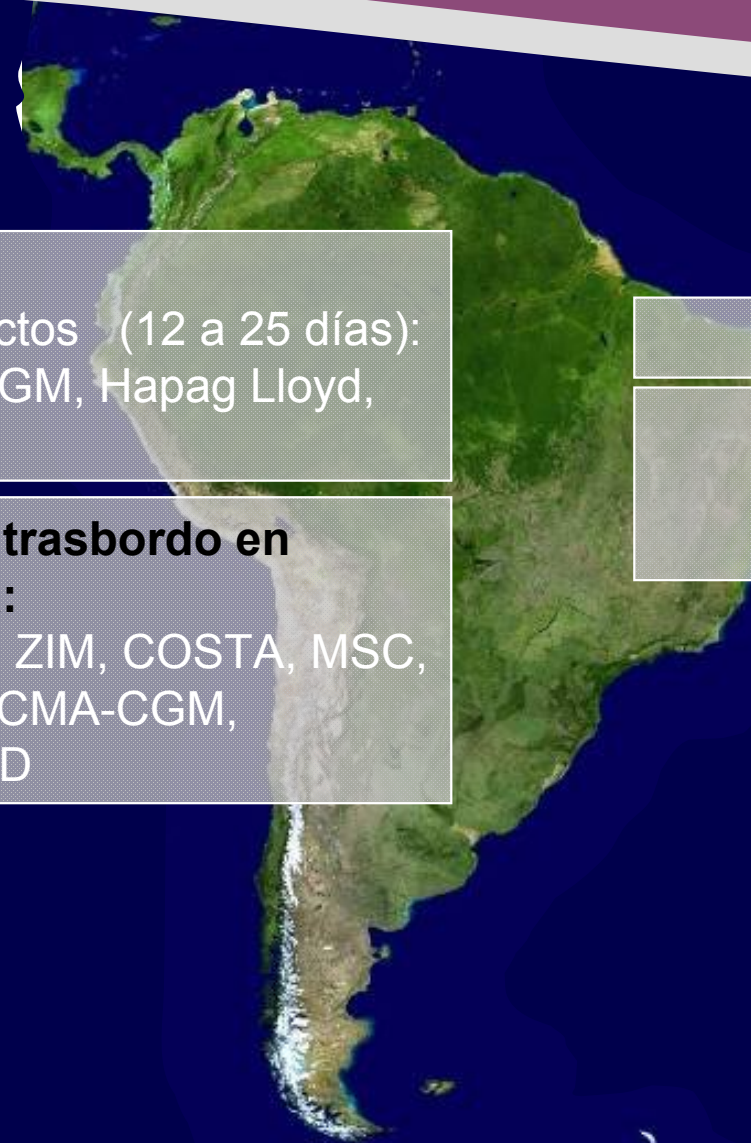 ctos (12 a 25 días):
GM, Hapag Lloyd,
trasbordo en
:
ZIM, COSTA, MSC,
CMA-CGM,
D